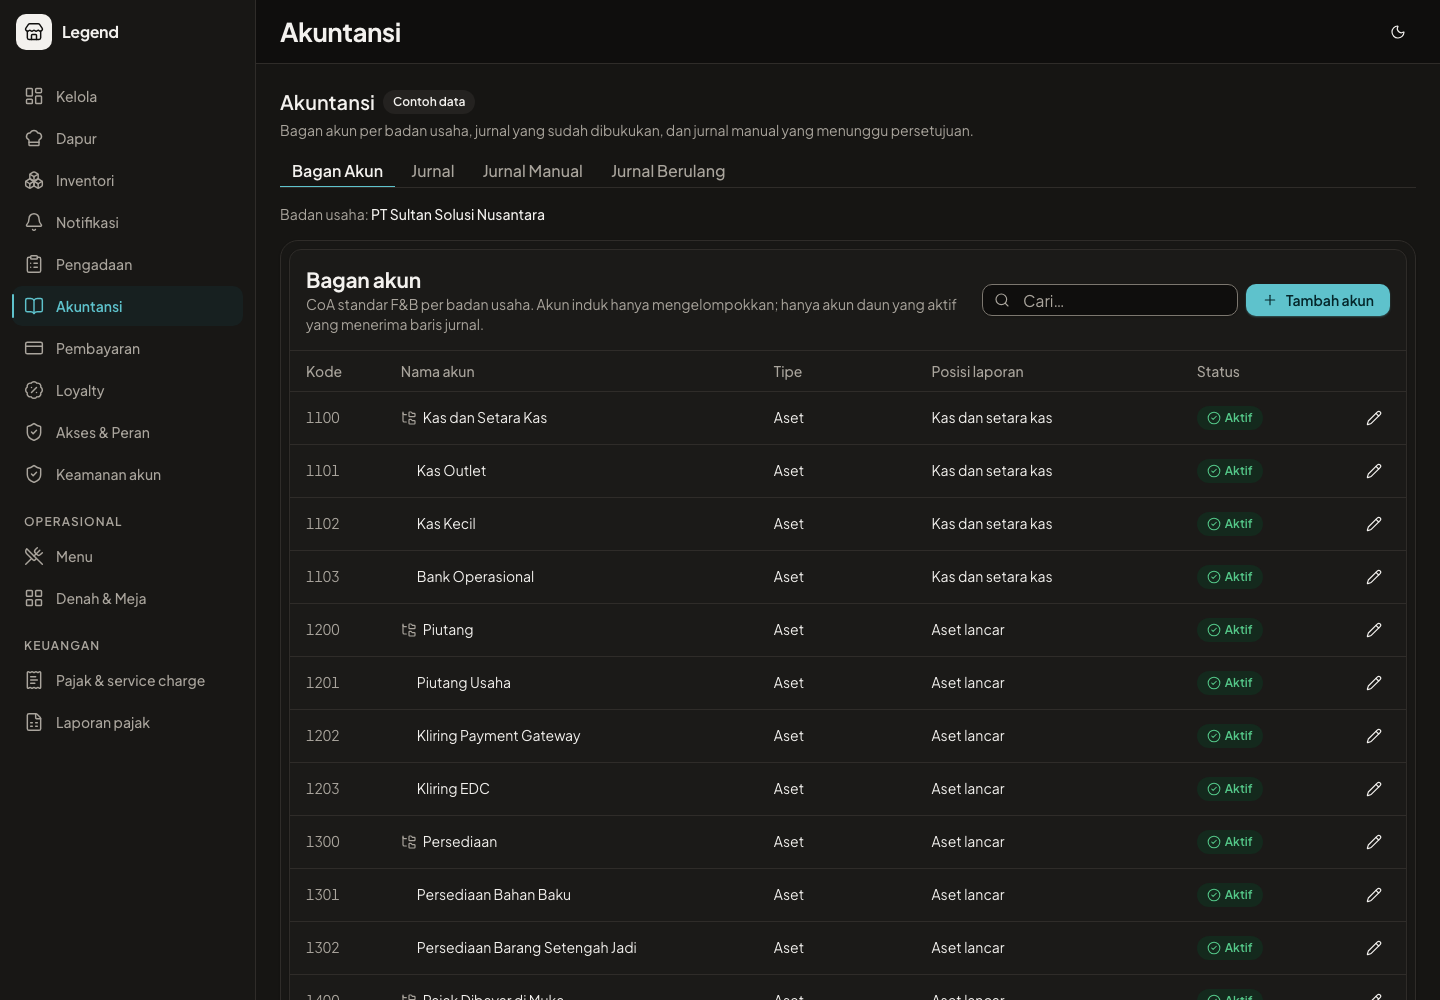 Legend
Akuntansi
Kelola
Dapur
Inventori
Notifikasi
Pengadaan
Akuntansi
Pembayaran
Loyalty
Akses & Peran
Keamanan akun
OPERASIONAL
Menu
Denah & Meja
KEUANGAN
Pajak & service charge
Laporan pajak
Akuntansi Contoh data
Bagan akun per badan usaha, jurnal yang sudah dibukukan, dan jurnal manual yang menunggu persetujuan.
Bagan Akun Jurnal Jurnal Manual Jurnal Berulang
Badan usaha: PT Sultan Solusi Nusantara
Bagan akun
CoA standar F&B per badan usaha. Akun induk hanya mengelompokkan; hanya akun daun yang aktif
yang menerima baris jurnal.
Cari...
Tambah akun
Kode Nama akun Tipe Posisi laporan Status
1100 Kas dan Setara Kas Aset Kas dan setara kas Aktif
1101 Kas Outlet Aset Kas dan setara kas Aktif
1102 Kas Kecil Aset Kas dan setara kas Aktif
1103 Bank Operasional Aset Kas dan setara kas Aktif
1200 Piutang Aset Aset lancar Aktif
1201 Piutang Usaha Aset Aset lancar Aktif
1202 Kliring Payment Gateway Aset Aset lancar Aktif
1203 Kliring EDC Aset Aset lancar Aktif
1300 Persediaan Aset Aset lancar Aktif
1301 Persediaan Bahan Baku Aset Aset lancar Aktif
1302 Persediaan Barang Setengah Jadi Aset Aset lancar Aktif
1400 Pajak Dibayar di Muka Aset Aset lancar Aktif